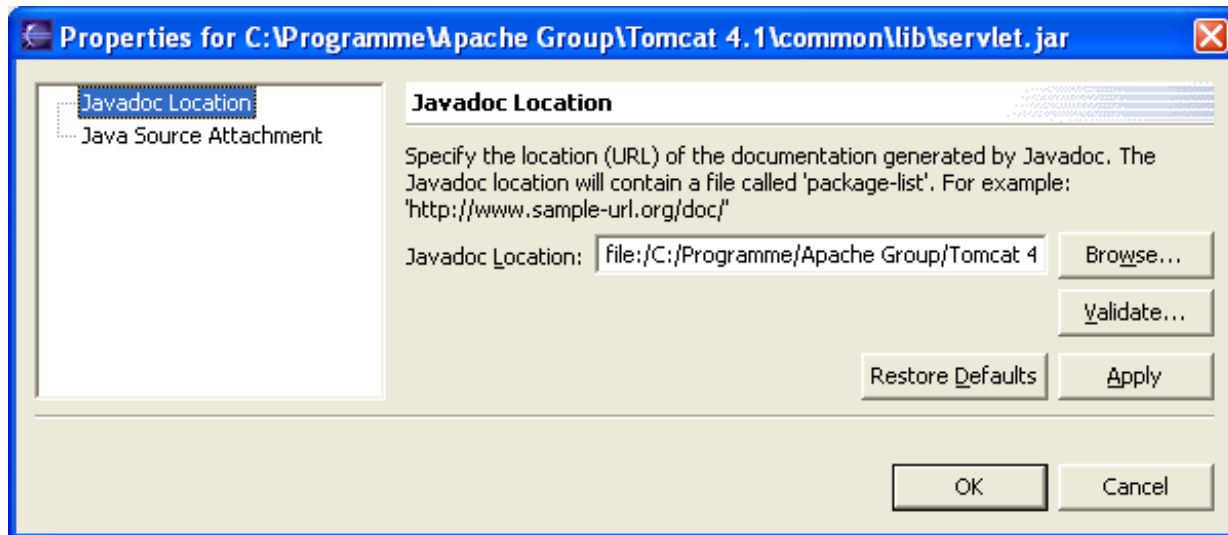 Properties for C:\Programme\Apache Group\Tomcat 4.1\common\lib\servlet.jar
Javadoc Location
Java Source Attachment
Javadoc Location
Specify the location (URL) of the documentation generated by Javadoc. The
Javadoc location will contain a file called 'package-list'. For example:
'http://www.sample-url.org/doc/'
Javadoc Location: file:/C:/Programme/Apache Group/Tomcat 4 Browse...
Validate...
Restore Defaults Apply
OK Cancel